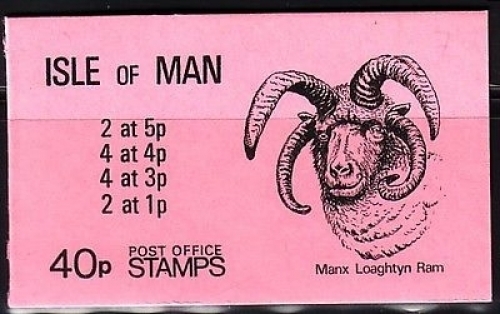 ISLE OF MAN
2 at 5p
4 at 4p
4 at 3p
2 at 1p
40p POST OFFICE STAMPS
Manx Loaghtyn Ram